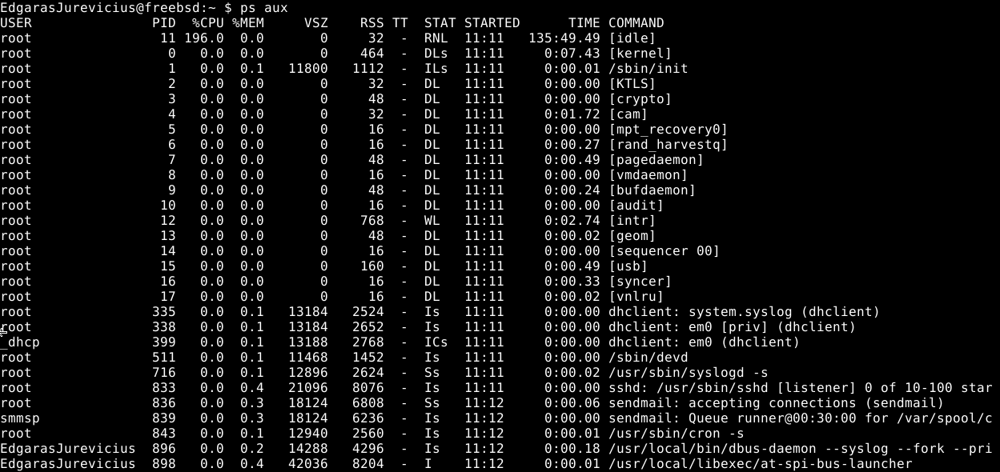 EdgarasJurevicius@freebsd:~ $ ps aux
USER               PID  %CPU %MEM     VSZ    RSS TT  STAT STARTED      TIME COMMAND
root                11 196.0  0.0       0     32  -  RNL  11:11   135:49.49 [idle]
root                 0   0.0  0.0       0    464  -  DLs  11:11     0:07.43 [kernel]
root                 1   0.0  0.1   11800   1112  -  ILs  11:11     0:00.01 /sbin/init
root                 2   0.0  0.0       0     32  -  DL   11:11     0:00.00 [KTLS]
root                 3   0.0  0.0       0     48  -  DL   11:11     0:00.00 [crypto]
root                 4   0.0  0.0       0     32  -  DL   11:11     0:01.72 [cam]
root                 5   0.0  0.0       0     16  -  DL   11:11     0:00.00 [mpt_recovery0]
root                 6   0.0  0.0       0     16  -  DL   11:11     0:00.27 [rand_harvestq]
root                 7   0.0  0.0       0     48  -  DL   11:11     0:00.49 [pagedaemon]
root                 8   0.0  0.0       0     16  -  DL   11:11     0:00.00 [vmdaemon]
root                 9   0.0  0.0       0     48  -  DL   11:11     0:00.24 [bufdaemon]
root                10   0.0  0.0       0     16  -  DL   11:11     0:00.00 [audit]
root                12   0.0  0.0       0    768  -  WL   11:11     0:02.74 [intr]
root                13   0.0  0.0       0     48  -  DL   11:11     0:00.02 [geom]
root                14   0.0  0.0       0     16  -  DL   11:11     0:00.00 [sequencer 00]
root                15   0.0  0.0       0    160  -  DL   11:11     0:00.49 [usb]
root                16   0.0  0.0       0     16  -  DL   11:11     0:00.33 [syncer]
root                17   0.0  0.0       0     16  -  DL   11:11     0:00.02 [vnlru]
root               335   0.0  0.1   13184   2524  -  Is   11:11     0:00.00 dhclient: system.syslog (dhclient)
root               338   0.0  0.1   13184   2652  -  Is   11:11     0:00.00 dhclient: em0 [priv] (dhclient)
_dhcp              399   0.0  0.1   13188   2768  -  ICs  11:11     0:00.00 dhclient: em0 (dhclient)
root               511   0.0  0.1   11468   1452  -  Is   11:11     0:00.00 /sbin/devd
root               716   0.0  0.1   12896   2624  -  Ss   11:11     0:00.02 /usr/sbin/syslogd -s
root               833   0.0  0.4   21096   8076  -  Is   11:11     0:00.00 sshd: /usr/sbin/sshd [listener] 0 of 10-100 star
root               836   0.0  0.3   18124   6808  -  Ss   11:12     0:00.06 sendmail: accepting connections (sendmail)
smmsp              839   0.0  0.3   18124   6236  -  Is   11:12     0:00.00 sendmail: Queue runner@00:30:00 for /var/spool/c
root               843   0.0  0.1   12940   2560  -  Is   11:12     0:00.01 /usr/sbin/cron -s
EdgarasJurevicius  896   0.0  0.2   14288   4296  -  Is   11:12     0:00.18 /usr/local/bin/dbus-daemon --syslog --fork --pri
EdgarasJurevicius  898   0.0  0.4   42036   8204  -  I    11:12     0:00.01 /usr/local/libexec/at-spi-bus-launcher